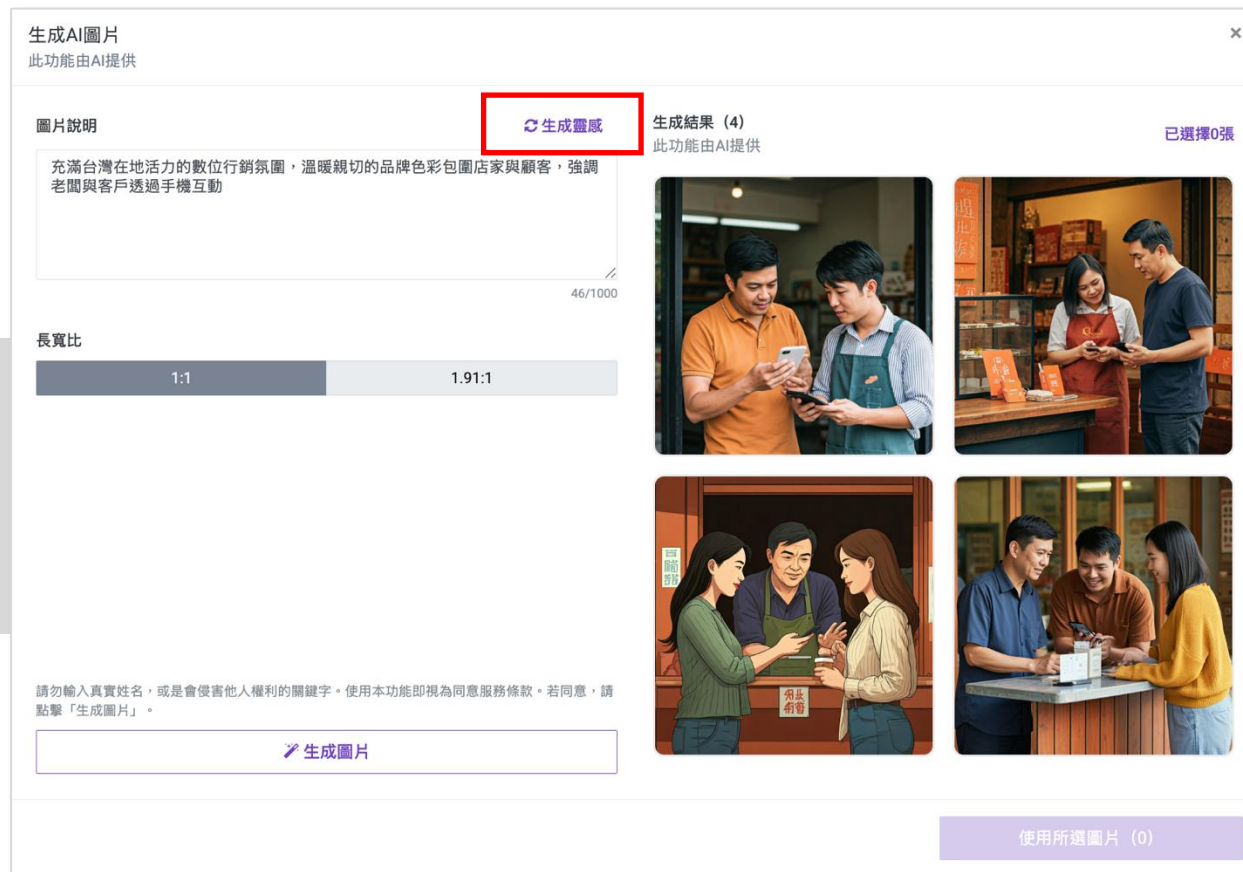 生成AI圖片
此功能由AI提供
圖片說明
生成靈感
充滿台灣在地活力的數位行銷氛圍，溫暖親切的品牌色彩包圍店家與顧客，強調
老闆與客戶透過手機互動
46/1000
長寬比
1:1
1.91:1
請勿輸入真實姓名，或是會侵害他人權利的關鍵字。使用本功能即視為同意服務條款。若同意，請
點擊「生成圖片」。
生成圖片
生成結果（4）
此功能由AI提供
已選擇0張
使用所選圖片（0）